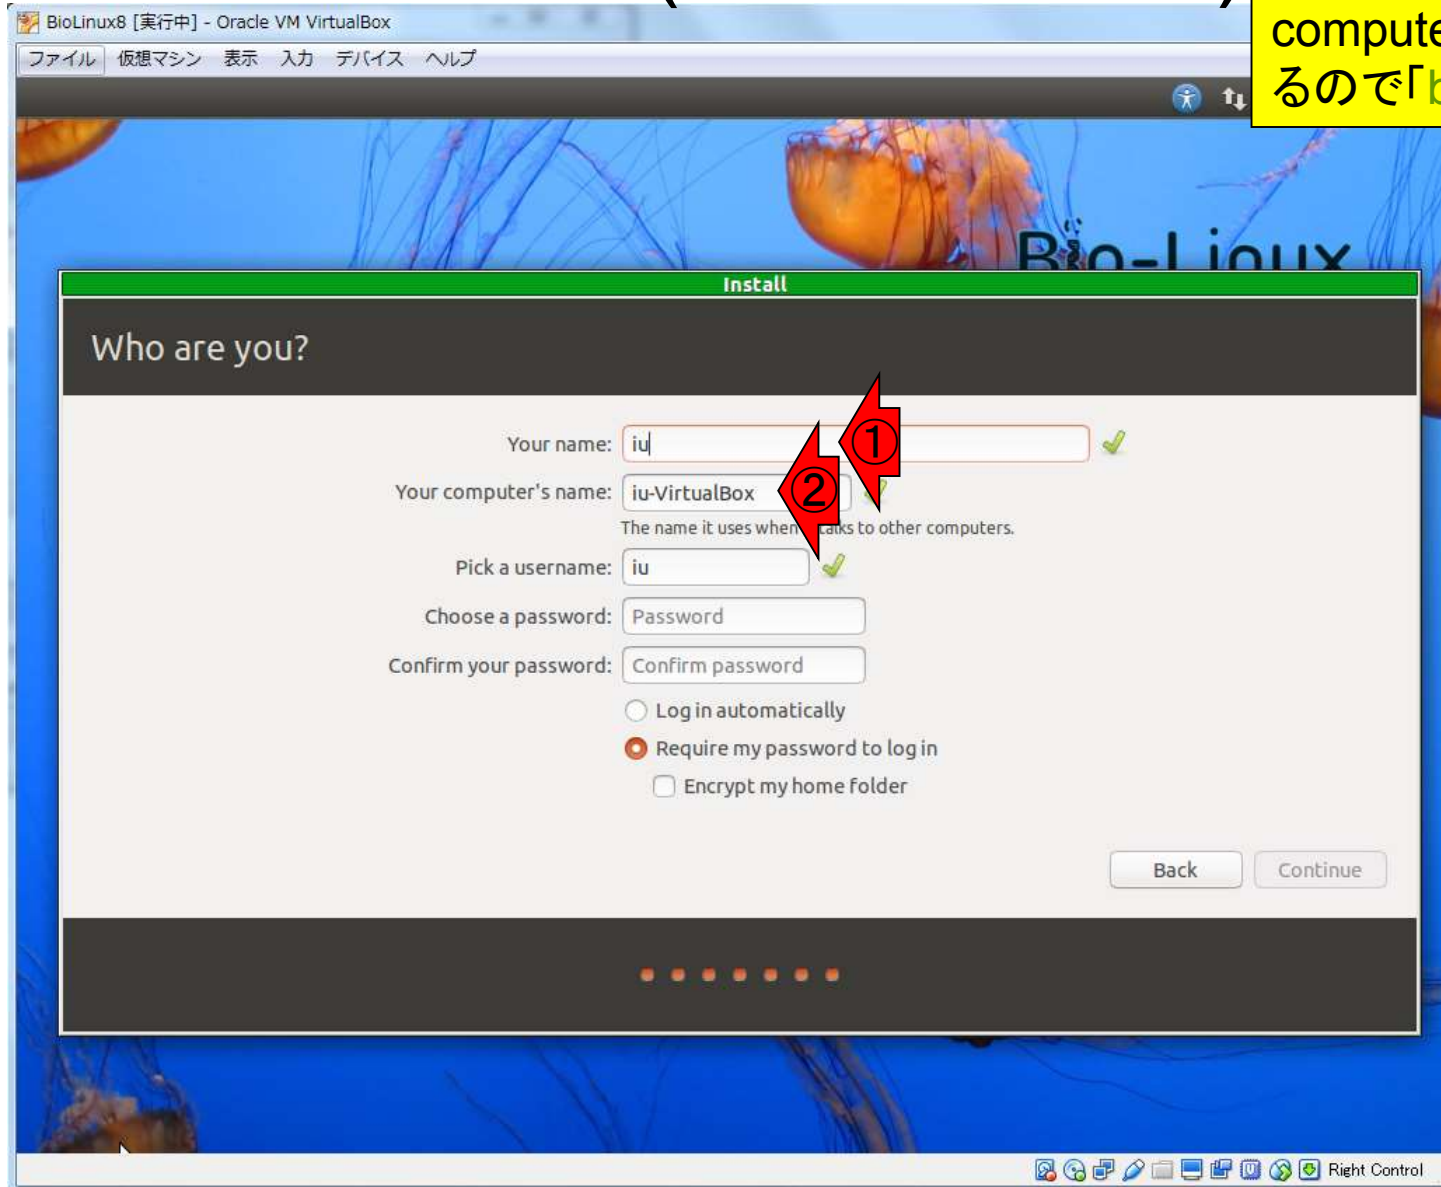 BioLinux8 [実行中] - Oracle VM VirtualBox
ファイル 仮想マシン 表示 入力 デバイス ヘルプ
るので「
Bio-Linux
Install
Who are you?
Your name: iu
①
Your computer's name: iu-VirtualBox
②
The name it uses when talks to other computers.
Pick a username: iu
Choose a password: Password
Confirm your password: Confirm password
Log in automatically
Require my password to log in
Encrypt my home folder
Back Continue
Right Control